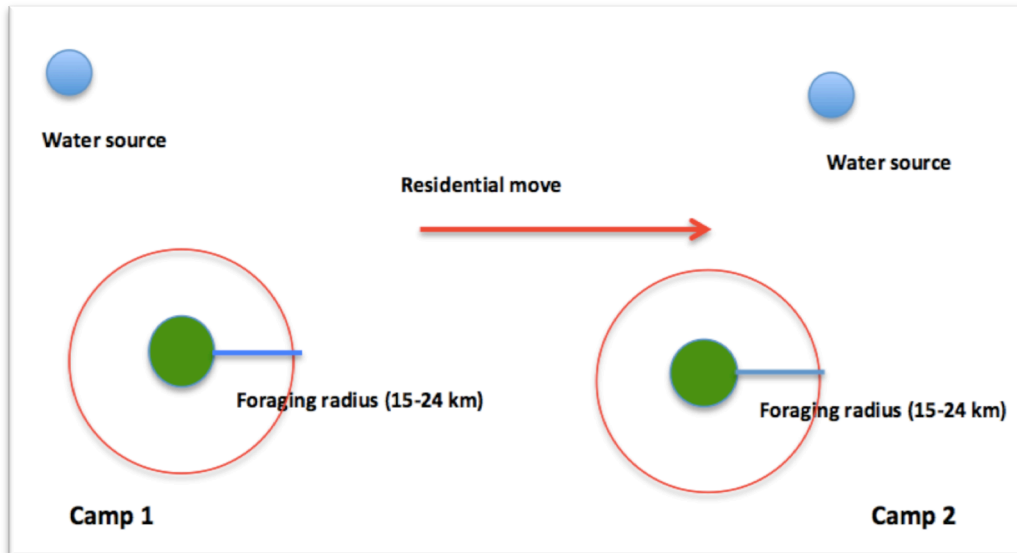 Water source
Water source
Residential move
Foraging radius (15-24 km)
Foraging radius (15-24 km)
Camp 1
Camp 2